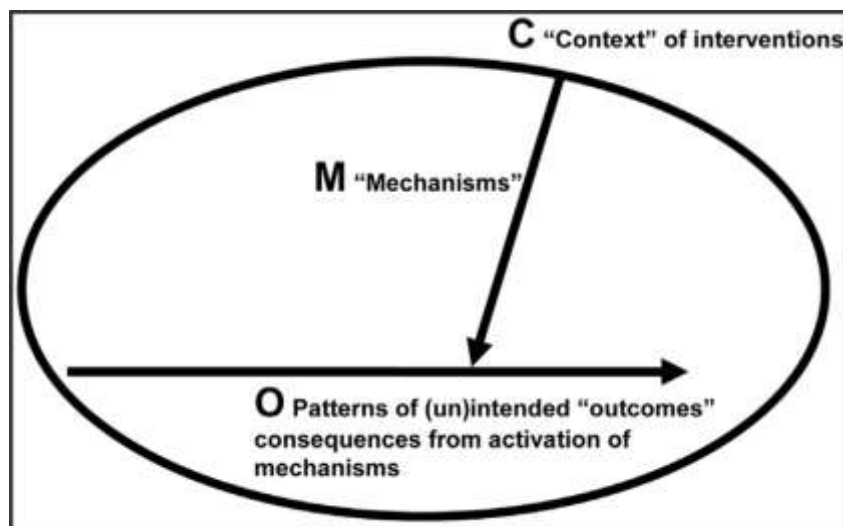 C “Context” of interventions
M “Mechanisms”
O Patterns of (un)intended “outcomes”
consequences from activation of
mechanisms